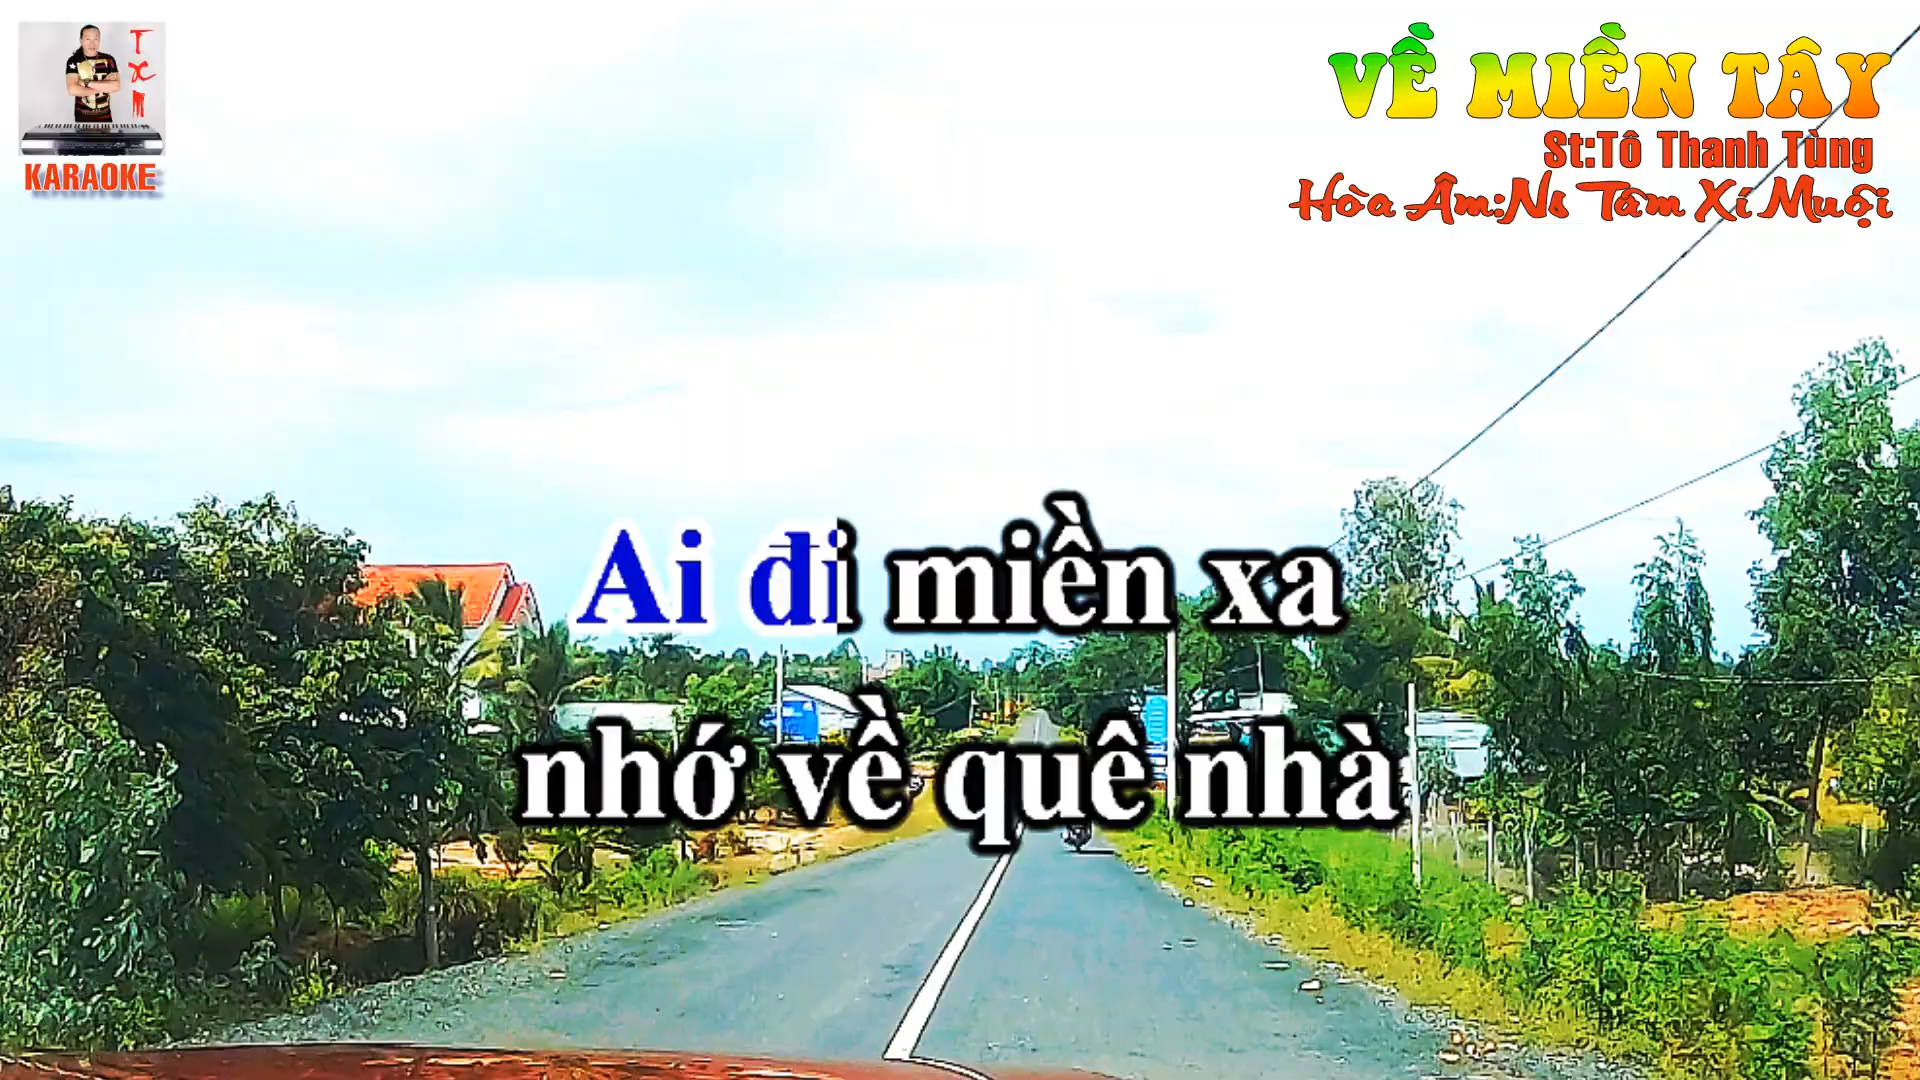 TXM
KARAOKE
VỀ MIỀN TÂY
St:Tô Thanh Tùng
Hòa Âm:Ns Tâm Xí Muội
Ai đi miền xa
nhớ về quê nhà